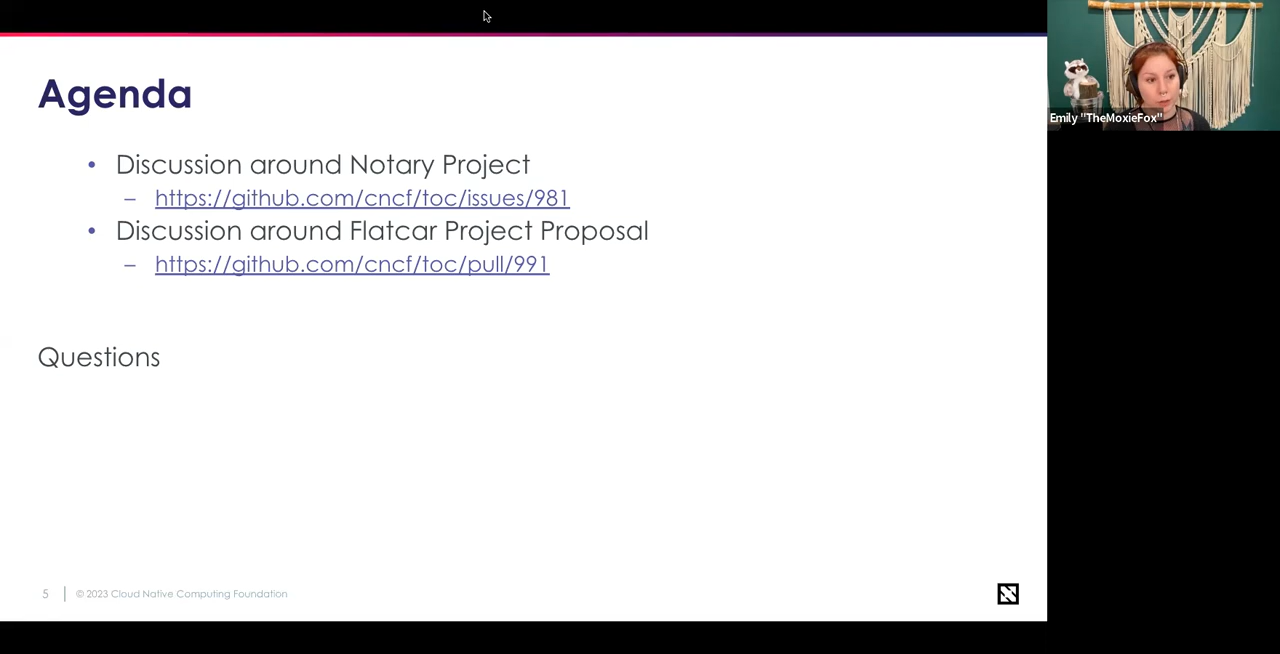 Agenda
• Discussion around Notary Project
– https://github.com/cncf/toc/issues/981
• Discussion around Flatcar Project Proposal
– https://github.com/cncf/toc/pull/991
Questions
5 | © 2023 Cloud Native Computing Foundation
Emily "TheMoxieFox"